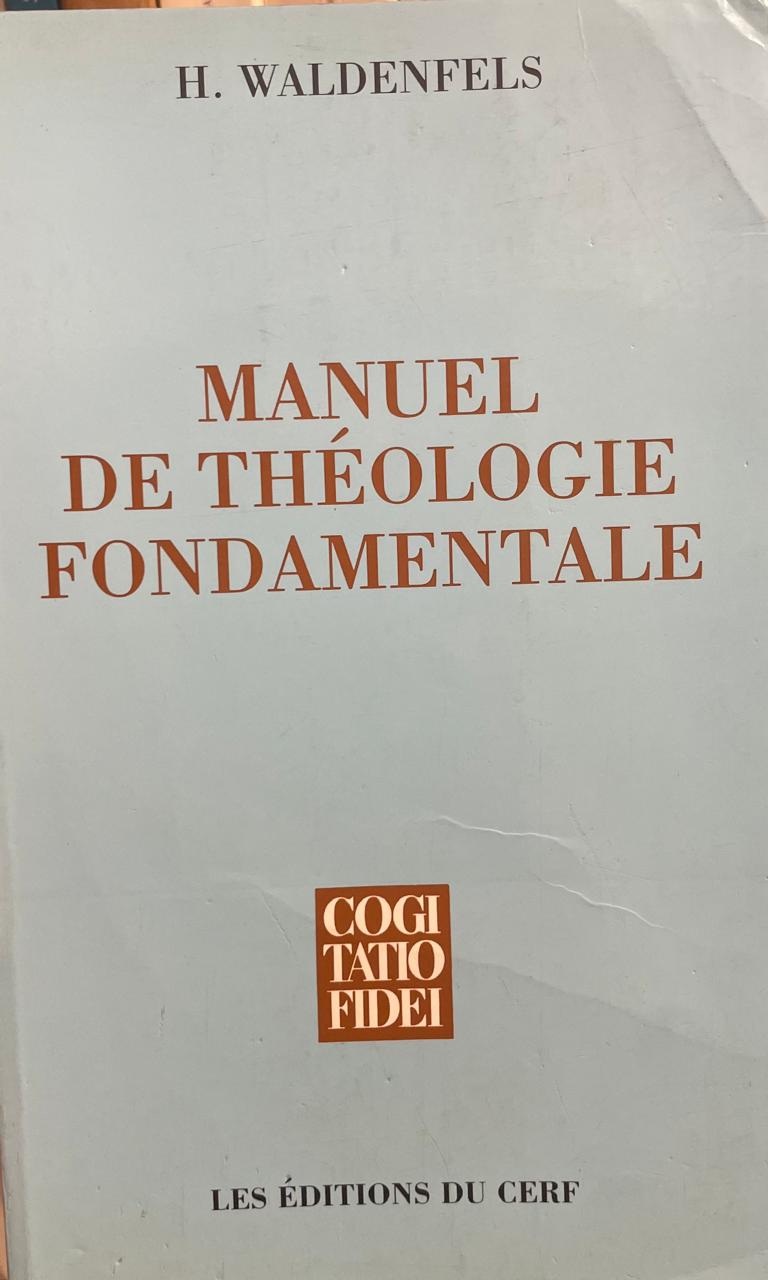 H. WALDENFELS
MANUEL
DE THÉOLOGIE
FONDAMENTALE
COGI
TATIO
FIDEI
LES ÉDITIONS DU CERF